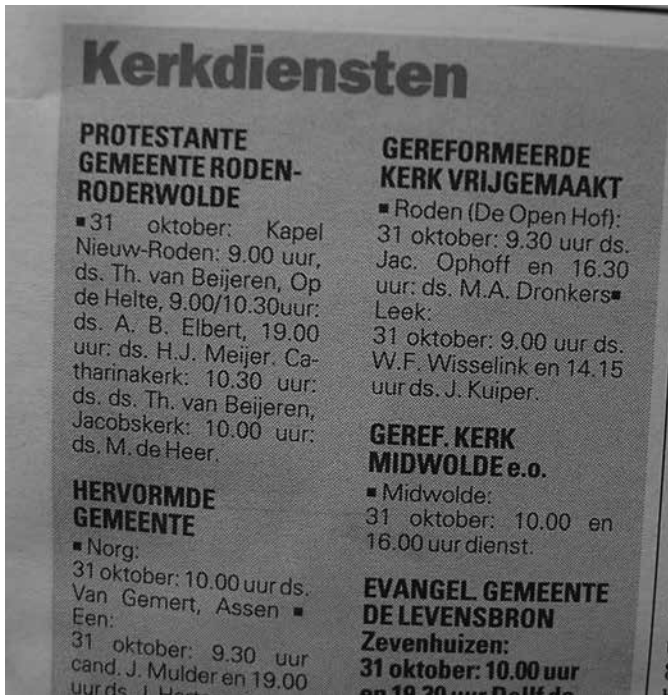 Kerkdiensten
PROTESTANTE
GEMEENTE RODEN-
RODERWOLDE
▪31 oktober: Kapel
Nieuw-Roden: 9.00 uur,
ds. Th. van Beijeren, Op
de Helte, 9.00/10.30uur:
ds. A. B. Elbert, 19.00
uur: ds. H.J. Meijer. Ca-
tharinakerk: 10.30 uur:
ds. ds. Th. van Beijeren,
Jacobskerk: 10.00 uur:
ds. M. de Heer.
HERVORMDE
GEMEENTE
▪ Norg:
31 oktober: 10.00 uur ds.
Van Gemert, Assen ▪
Een:
31 oktober: 9.30 uur
cand. J. Mulder en 19.00
uur ds. J.
GEREFORMEERDE
KERK VRIJGEMAAKT
▪ Roden (De Open Hof):
31 oktober: 9.30 uur ds.
Jac. Ophoff en 16.30
uur: ds. M.A. Dronkers▪
Leek:
31 oktober: 9.00 uur ds.
W.F. Wisselink en 14.15
uur ds. J. Kuiper.
GEREF. KERK
MIDWOLDE e.o.
▪ Midwolde:
31 oktober: 10.00 en
16.00 uur dienst.
EVANGEL. GEMEENTE
DE LEVENSBRON
Zevenhuizen:
31 oktober: 10.00 uur
en 19.30 uur